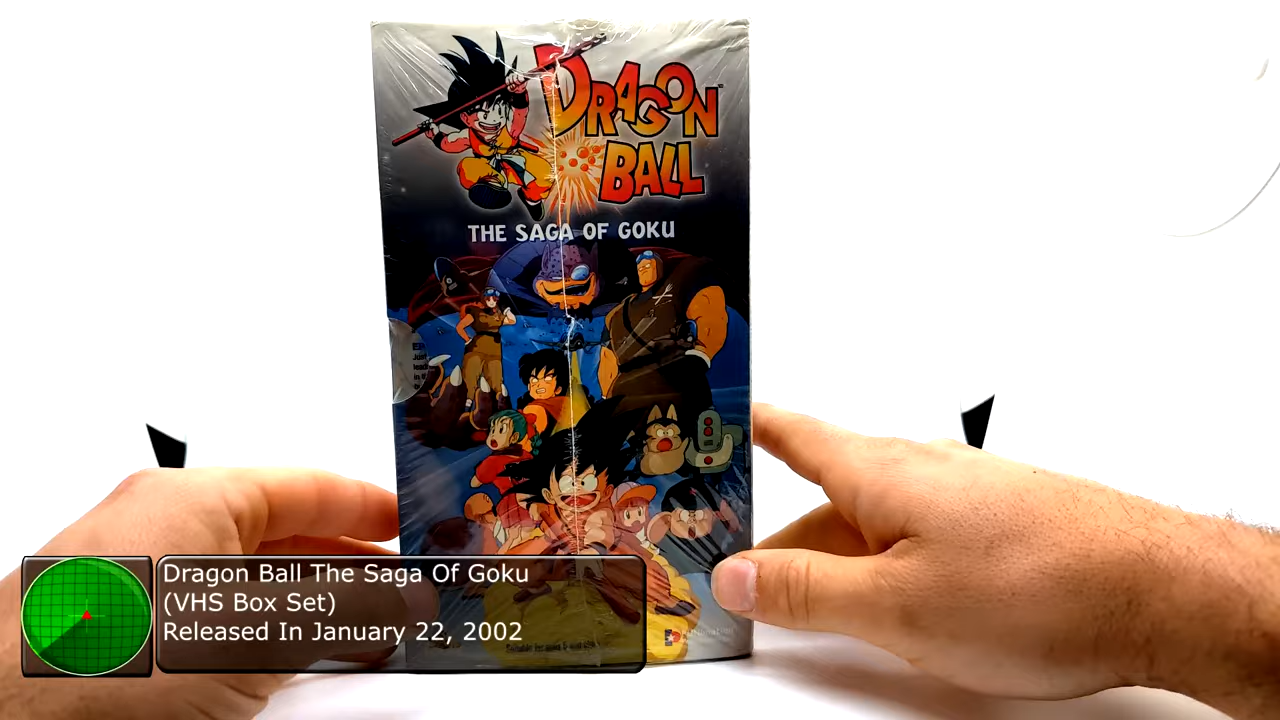 DRAGON
BALL
THE SAGA OF GOKU
Dragon Ball The Saga Of Goku
(VHS Box Set)
Released In January 22, 2002